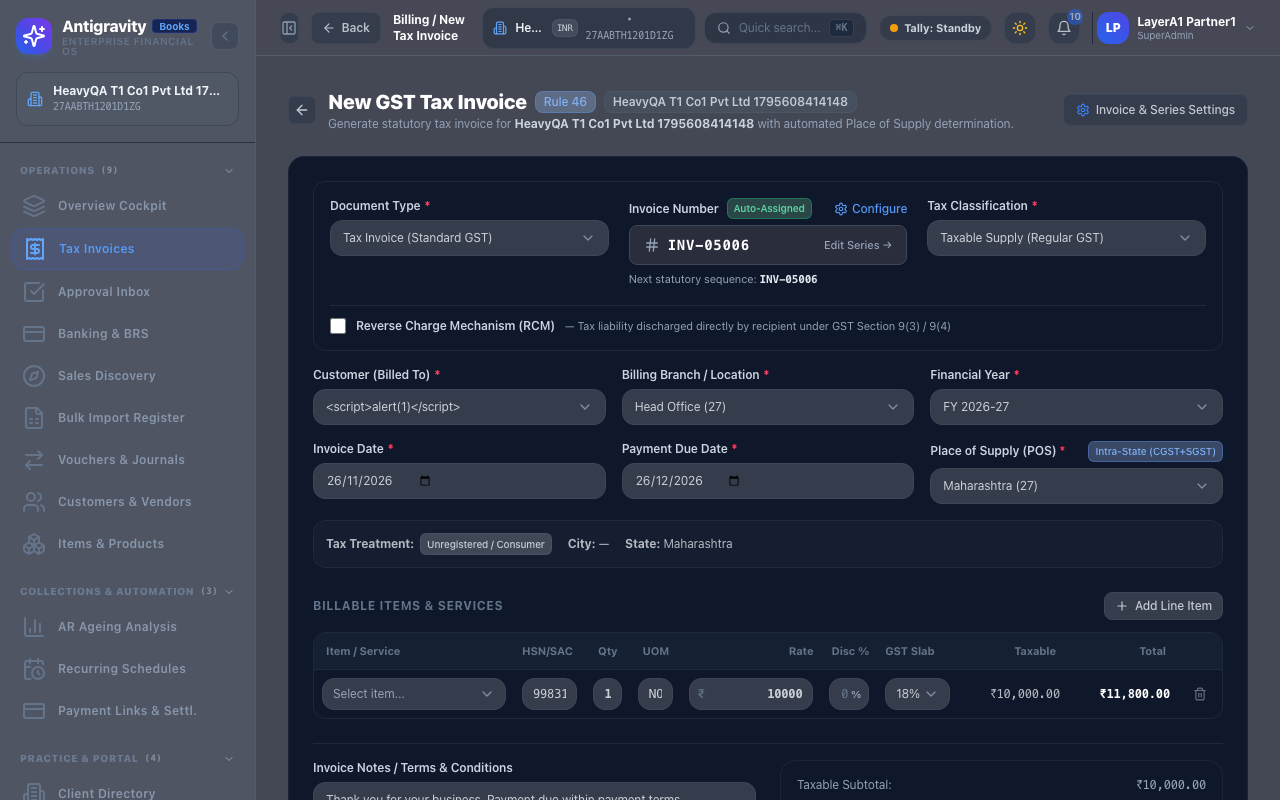 Antigravity Books
ENTERPRISE FINANCIAL OS
HeavyQA T1 Co1 Pvt Ltd 17...
27AABTH1201D1ZG
OPERATIONS (9)
Overview Cockpit
Tax Invoices
Approval Inbox
Banking & BRS
Sales Discovery
Bulk Import Register
Vouchers & Journals
Customers & Vendors
Items & Products
COLLECTIONS & AUTOMATION (3)
AR Ageing Analysis
Recurring Schedules
Payment Links & Settl.
PRACTICE & PORTAL (4)
Client Directory
Back
Billing / New Tax Invoice
He... INR 27AABTH1201D1ZG
Quick search... ⌘K
Tally: Standby
10
LP
LayerA1 Partner1
SuperAdmin
New GST Tax Invoice Rule 46 HeavyQA T1 Co1 Pvt Ltd 1795608414148
Generate statutory tax invoice for HeavyQA T1 Co1 Pvt Ltd 1795608414148 with automated Place of Supply determination.
Invoice & Series Settings
Document Type *
Tax Invoice (Standard GST)
Invoice Number Auto-Assigned Configure
# INV-05006 Edit Series →
Next statutory sequence: INV-05006
Tax Classification *
Taxable Supply (Regular GST)
Reverse Charge Mechanism (RCM) — Tax liability discharged directly by recipient under GST Section 9(3) / 9(4)
Customer (Billed To) *
<script>alert(1)</script>
Billing Branch / Location *
Head Office (27)
Financial Year *
FY 2026-27
Invoice Date *
26/11/2026
Payment Due Date *
26/12/2026
Place of Supply (POS) * Intra-State (CGST+SGST)
Maharashtra (27)
Tax Treatment: Unregistered / Consumer City: — State: Maharashtra
BILLABLE ITEMS & SERVICES
Add Line Item
Item / Service HSN/SAC Qty UOM Rate Disc % GST Slab Taxable Total
Select item... 99831 1 NO ₹ 10000 0 % 18% ₹10,000.00 ₹11,800.00
Invoice Notes / Terms & Conditions
Thank you for your business. Payment due within payment terms.
Taxable Subtotal: ₹10,000.00